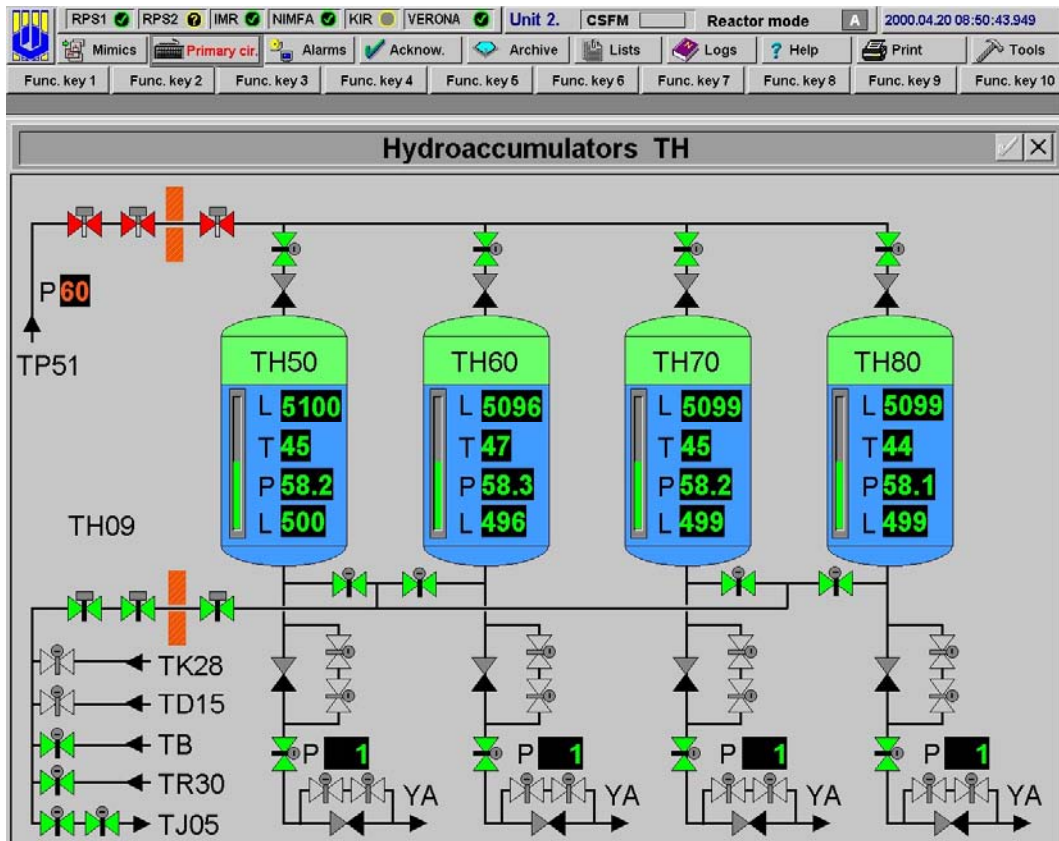 RPS1 RPS2 IMR NIMFA KIR VERONA Unit 2. CSFM Reactor mode A 2000.04.20 08:50:43.949
Mimics Primary cir. Alarms Acknow. Archive Lists Logs ? Help Print Tools
Func. key 1 Func. key 2 Func. key 3 Func. key 4 Func. key 5 Func. key 6 Func. key 7 Func. key 8 Func. key 9 Func. key 10
Hydroaccumulators TH
P 60
TP51
TH50 TH60 TH70 TH80
L 5100 L 5096 L 5099 L 5099
T 45 T 47 T 45 T 44
P 58.2 P 58.3 P 58.2 P 58.1
L 500 L 496 L 499 L 499
TH09
TK28
TD15
TB
P 1 P 1 P 1 P 1
TR30
YA YA YA YA
TJ05